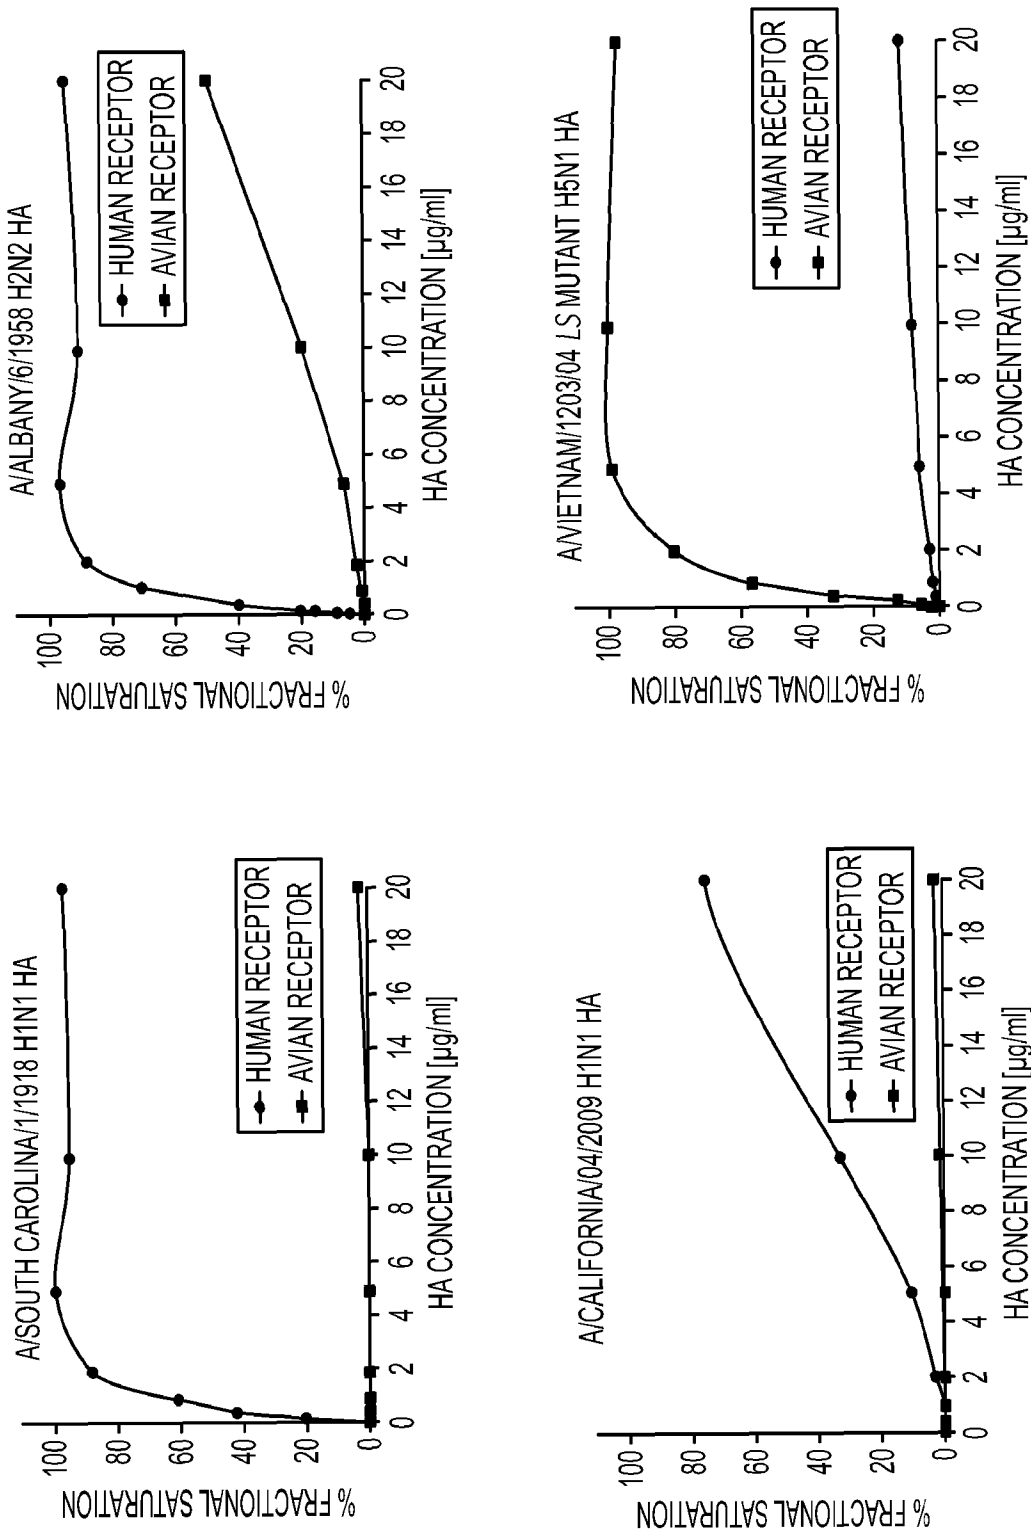 A/SOUTH CAROLINA/1/1918 H1N1 HA
% FRACTIONAL SATURATION
100
80
60
40
20
0
HUMAN RECEPTOR
AVIAN RECEPTOR
0 2 4 6 8 10 12 14 16 18 20
HA CONCENTRATION [µg/ml]
A/ALBANY/6/1958 H2N2 HA
% FRACTIONAL SATURATION
100
80
60
40
20
0
HUMAN RECEPTOR
AVIAN RECEPTOR
0 2 4 6 8 10 12 14 16 18 20
HA CONCENTRATION [µg/ml]
A/CALIFORNIA/04/2009 H1N1 HA
% FRACTIONAL SATURATION
100
80
60
40
20
0
HUMAN RECEPTOR
AVIAN RECEPTOR
0 2 4 6 8 10 12 14 16 18 20
HA CONCENTRATION [µg/ml]
A/VIETNAM/1203/04 LS MUTANT H5N1 HA
% FRACTIONAL SATURATION
100
80
60
40
20
0
HUMAN RECEPTOR
AVIAN RECEPTOR
0 2 4 6 8 10 12 14 16 18 20
HA CONCENTRATION [µg/ml]